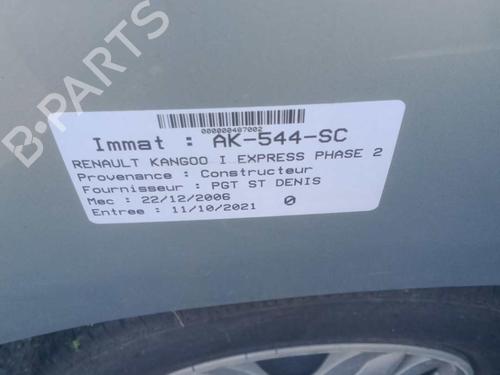 000000487002
Immat : AK-544-SC
RENAULT KANGOO I EXPRESS PHASE 2
Provenance : Constructeur
Fournisseur : PGT ST DENIS
Mec : 22/12/2006
Entree : 11/10/2021 0
B-PARTS